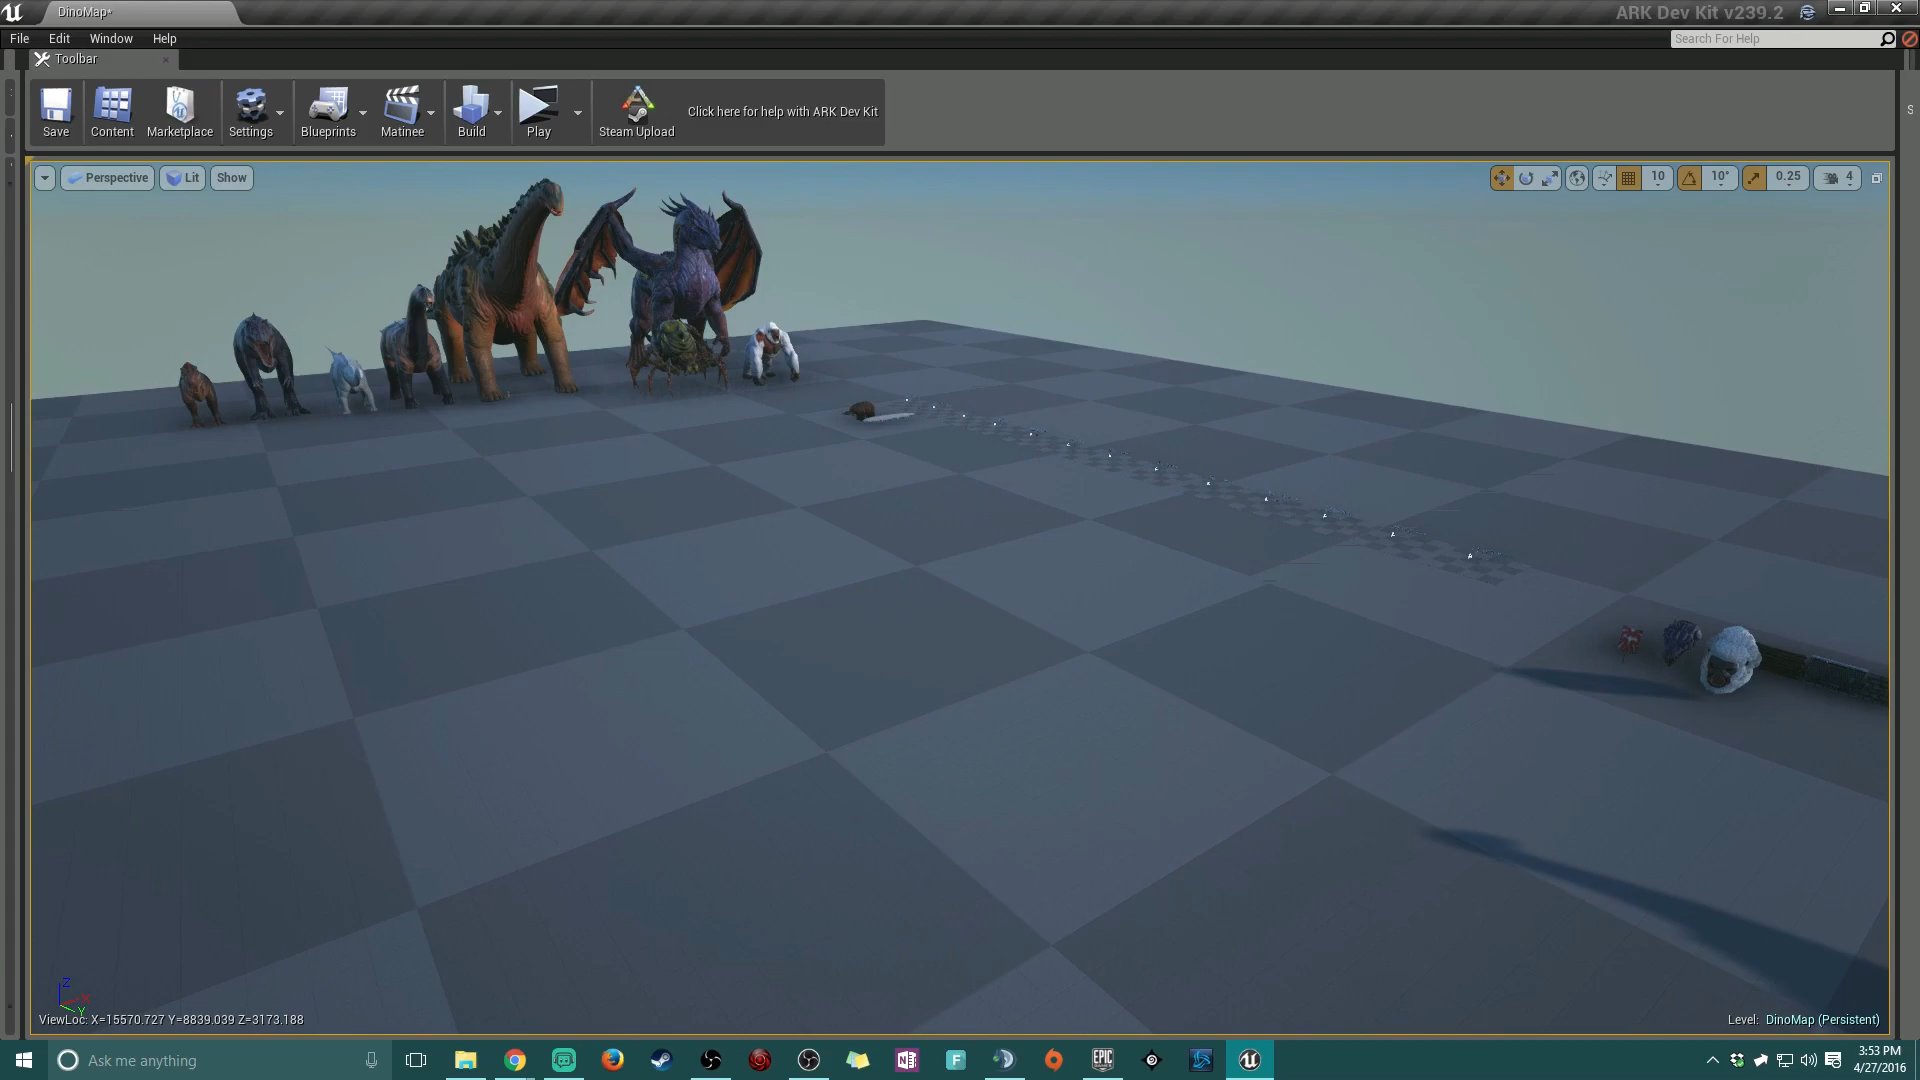 DinoMap*
ARK Dev Kit v239.2
File Edit Window Help
Search For Help
Toolbar
Save Content Marketplace Settings Blueprints Matinee Build Play Steam Upload Click here for help with ARK Dev Kit
S
Perspective Lit Show
10 10° 0.25 4
Z
X
Y
ViewLoc: X=15570.727 Y=8839.039 Z=3173.188
Level: DinoMap (Persistent)
Ask me anything
N
F
EPIC
3:53 PM
4/27/2016